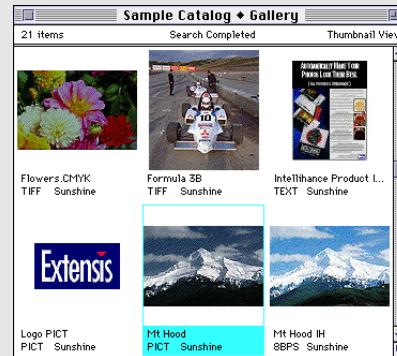 Sample Catalog ◆ Gallery
21 items Search Completed Thumbnail View
AUTOMATICALLY MAKE YOUR
PHOTOS LOOK THEIR BEST.
10
Flowers.CMYK Formula 3B Intellihance Product I...
TIFF Sunshine TIFF Sunshine TEXT Sunshine
Extensis
Logo PICT Mt Hood Mt Hood IH
PICT Sunshine PICT Sunshine 8BPS Sunshine